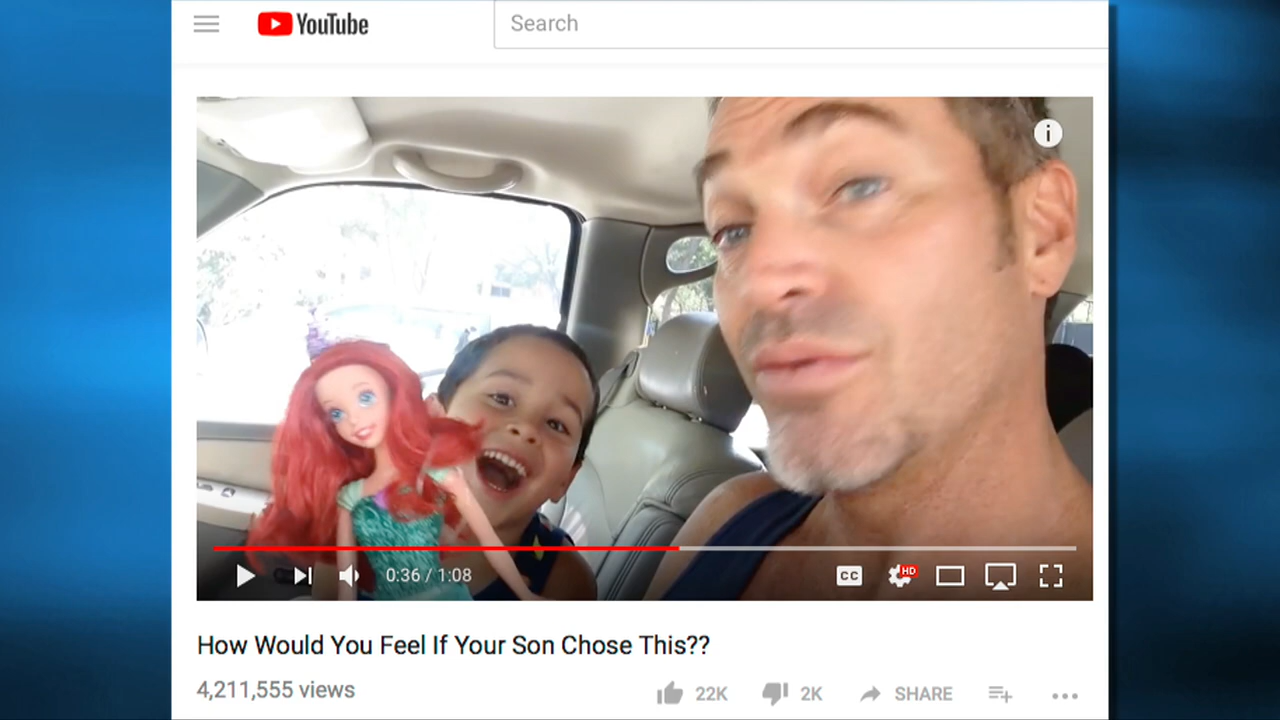 YouTube
Search
i
0:36 / 1:08
CC
HD
How Would You Feel If Your Son Chose This??
4,211,555 views
22K
2K
SHARE